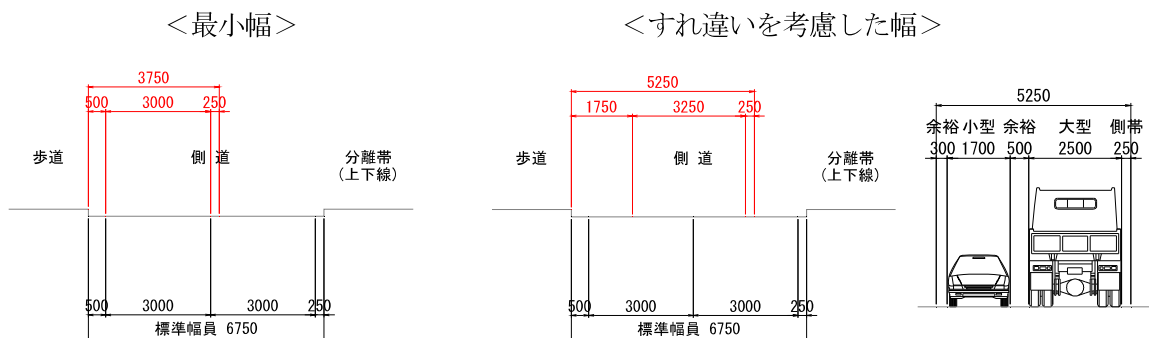 ＜最小幅＞
3750
500 3000 250
歩道 側 道 分離帯
(上下線)
500 3000 3000 250
標準幅員 6750
＜すれ違いを考慮した幅＞
5250
1750 3250 250
歩道 側 道 分離帯
(上下線)
500 3000 3000 250
標準幅員 6750
5250
余裕 小型 余裕 大型 側帯
300 1700 500 2500 250